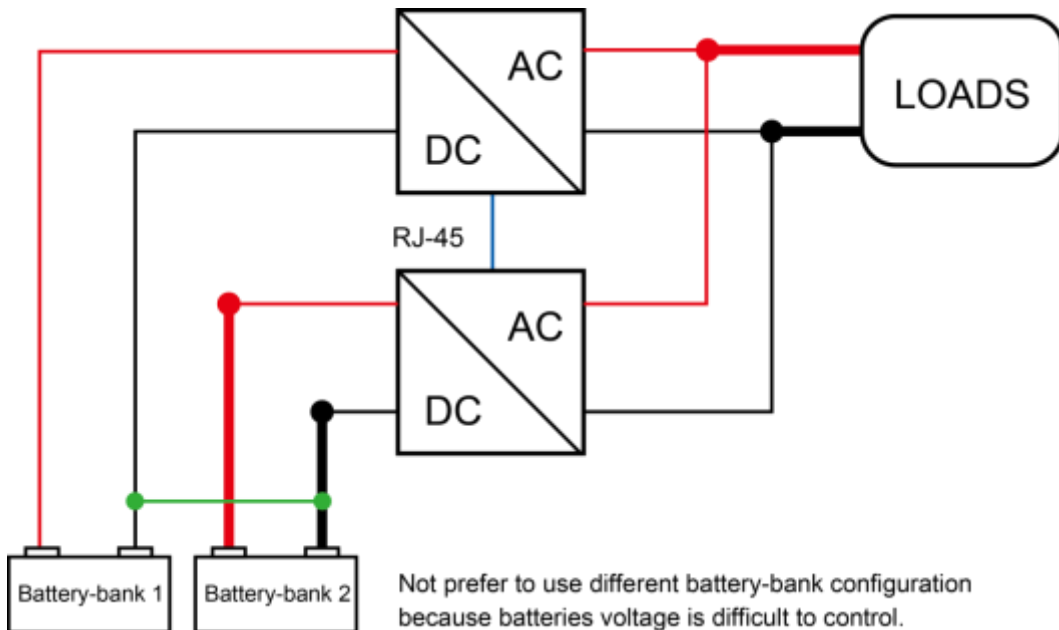 AC
DC
LOADS
RJ-45
AC
DC
Battery-bank 1
Battery-bank 2
Not prefer to use different battery-bank configuration
because batteries voltage is difficult to control.